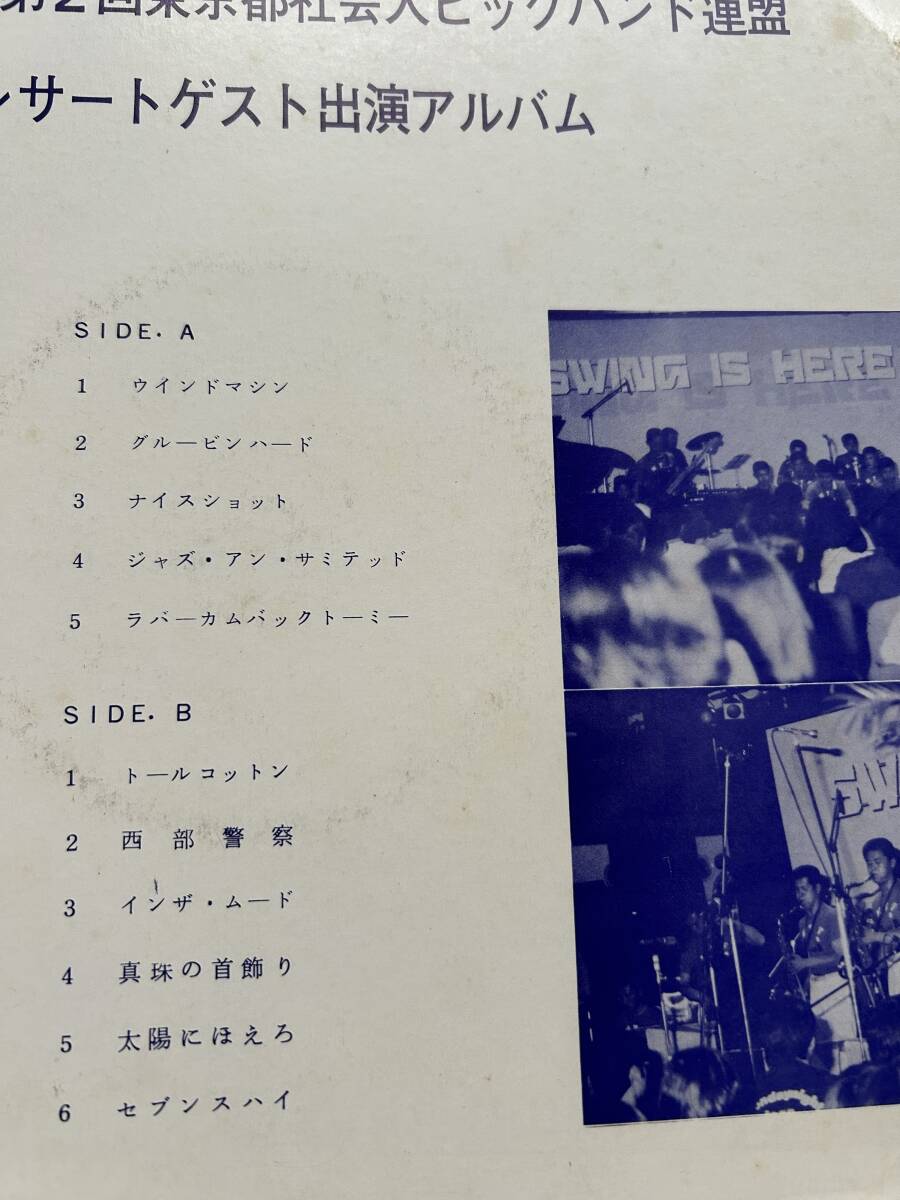 第2回東京都社会人ビッグバンド連盟
ンサートゲスト出演アルバム
SIDE. A
1 ウインドマシン
2 グルービンハード
3 ナイスショット
4 ジャズ・アン・サミテッド
5 ラバーカムバックトーミー
SIDE. B
1 トールコットン
2 西部警察
3 インザ・ムード
4 真珠の首飾り
5 太陽にほえろ
6 セブンスハイ
SWING IS HERE
SW